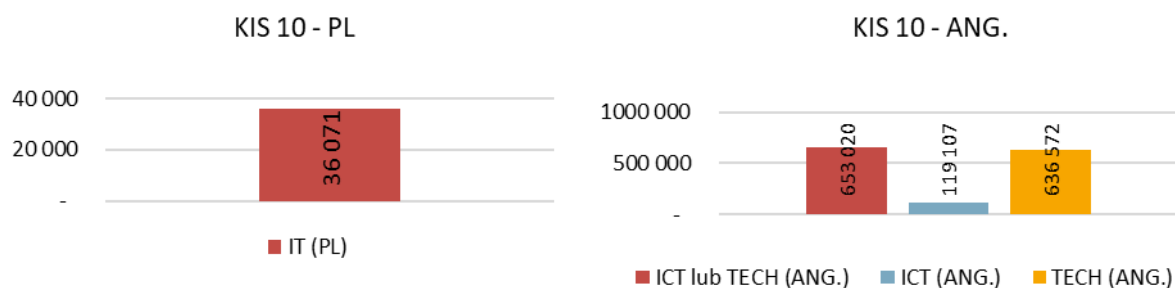 KIS 10 - PL
40 000
20 000
-
36 071
IT (PL)
KIS 10 - ANG.
1000 000
500 000
-
653 020
119 107
636 572
ICT lub TECH (ANG.) ICT (ANG.) TECH (ANG.)